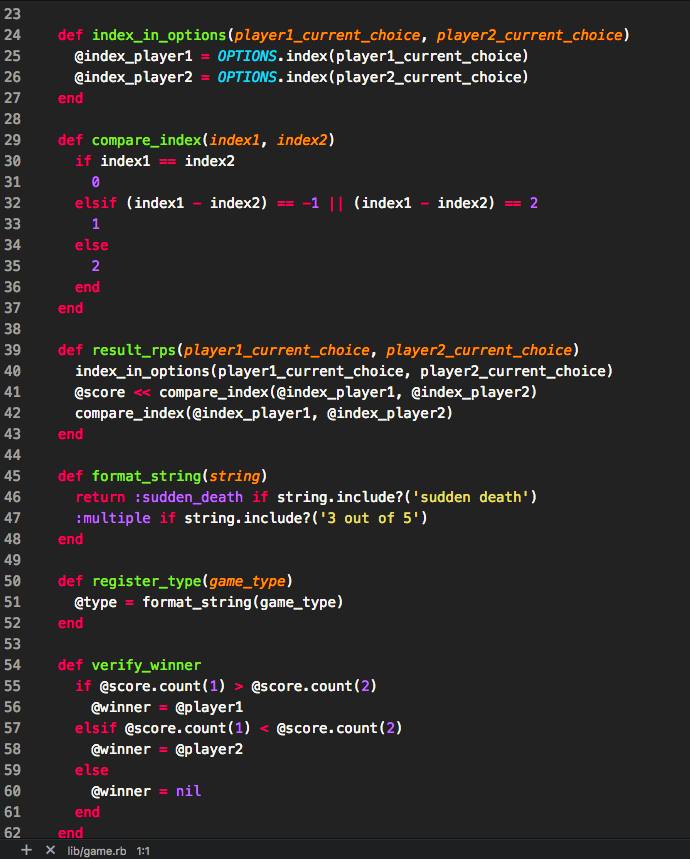 23
24 def index_in_options(player1_current_choice, player2_current_choice)
25 @index_player1 = OPTIONS.index(player1_current_choice)
26 @index_player2 = OPTIONS.index(player2_current_choice)
27 end
28
29 def compare_index(index1, index2)
30 if index1 == index2
31 0
32 elsif (index1 - index2) == -1 || (index1 - index2) == 2
33 1
34 else
35 2
36 end
37 end
38
39 def result_rps(player1_current_choice, player2_current_choice)
40 index_in_options(player1_current_choice, player2_current_choice)
41 @score << compare_index(@index_player1, @index_player2)
42 compare_index(@index_player1, @index_player2)
43 end
44
45 def format_string(string)
46 return :sudden_death if string.include?('sudden death')
47 :multiple if string.include?('3 out of 5')
48 end
49
50 def register_type(game_type)
51 @type = format_string(game_type)
52 end
53
54 def verify_winner
55 if @score.count(1) > @score.count(2)
56 @winner = @player1
57 elsif @score.count(1) < @score.count(2)
58 @winner = @player2
59 else
60 @winner = nil
61 end
62 end
lib/game.rb 1:1